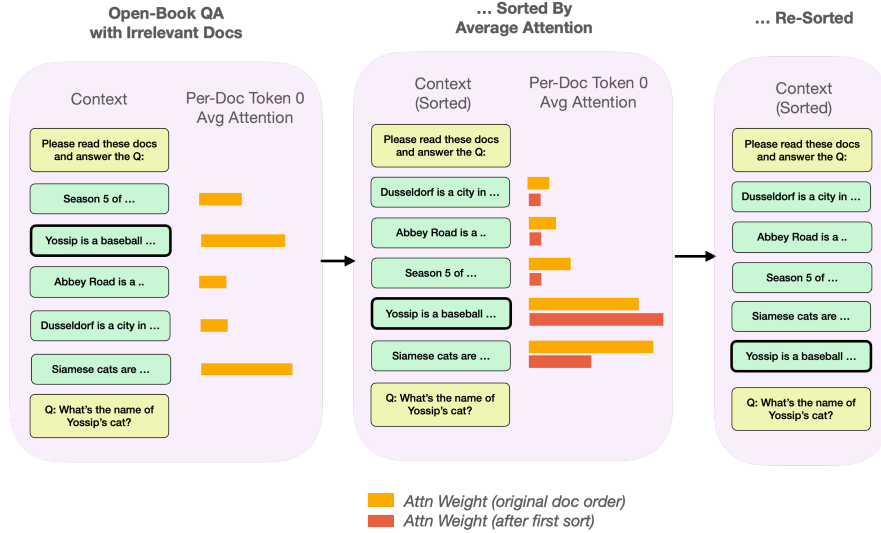 Open-Book QA
with Irrelevant Docs
Context
Per-Doc Token 0
Avg Attention
Please read these docs
and answer the Q:
Season 5 of ...
Yossip is a baseball ...
Abbey Road is a ..
Dusseldorf is a city in ...
Siamese cats are ...
Q: What's the name of
Yossip's cat?
... Sorted By
Average Attention
Context
(Sorted)
Per-Doc Token 0
Avg Attention
Please read these docs
and answer the Q:
Dusseldorf is a city in ...
Abbey Road is a ..
Season 5 of ...
Yossip is a baseball ...
Siamese cats are ...
Q: What's the name of
Yossip's cat?
... Re-Sorted
Context
(Sorted)
Please read these docs
and answer the Q:
Dusseldorf is a city in ...
Abbey Road is a ..
Season 5 of ...
Siamese cats are ...
Yossip is a baseball ...
Q: What's the name of
Yossip's cat?
Attn Weight (original doc order)
Attn Weight (after first sort)